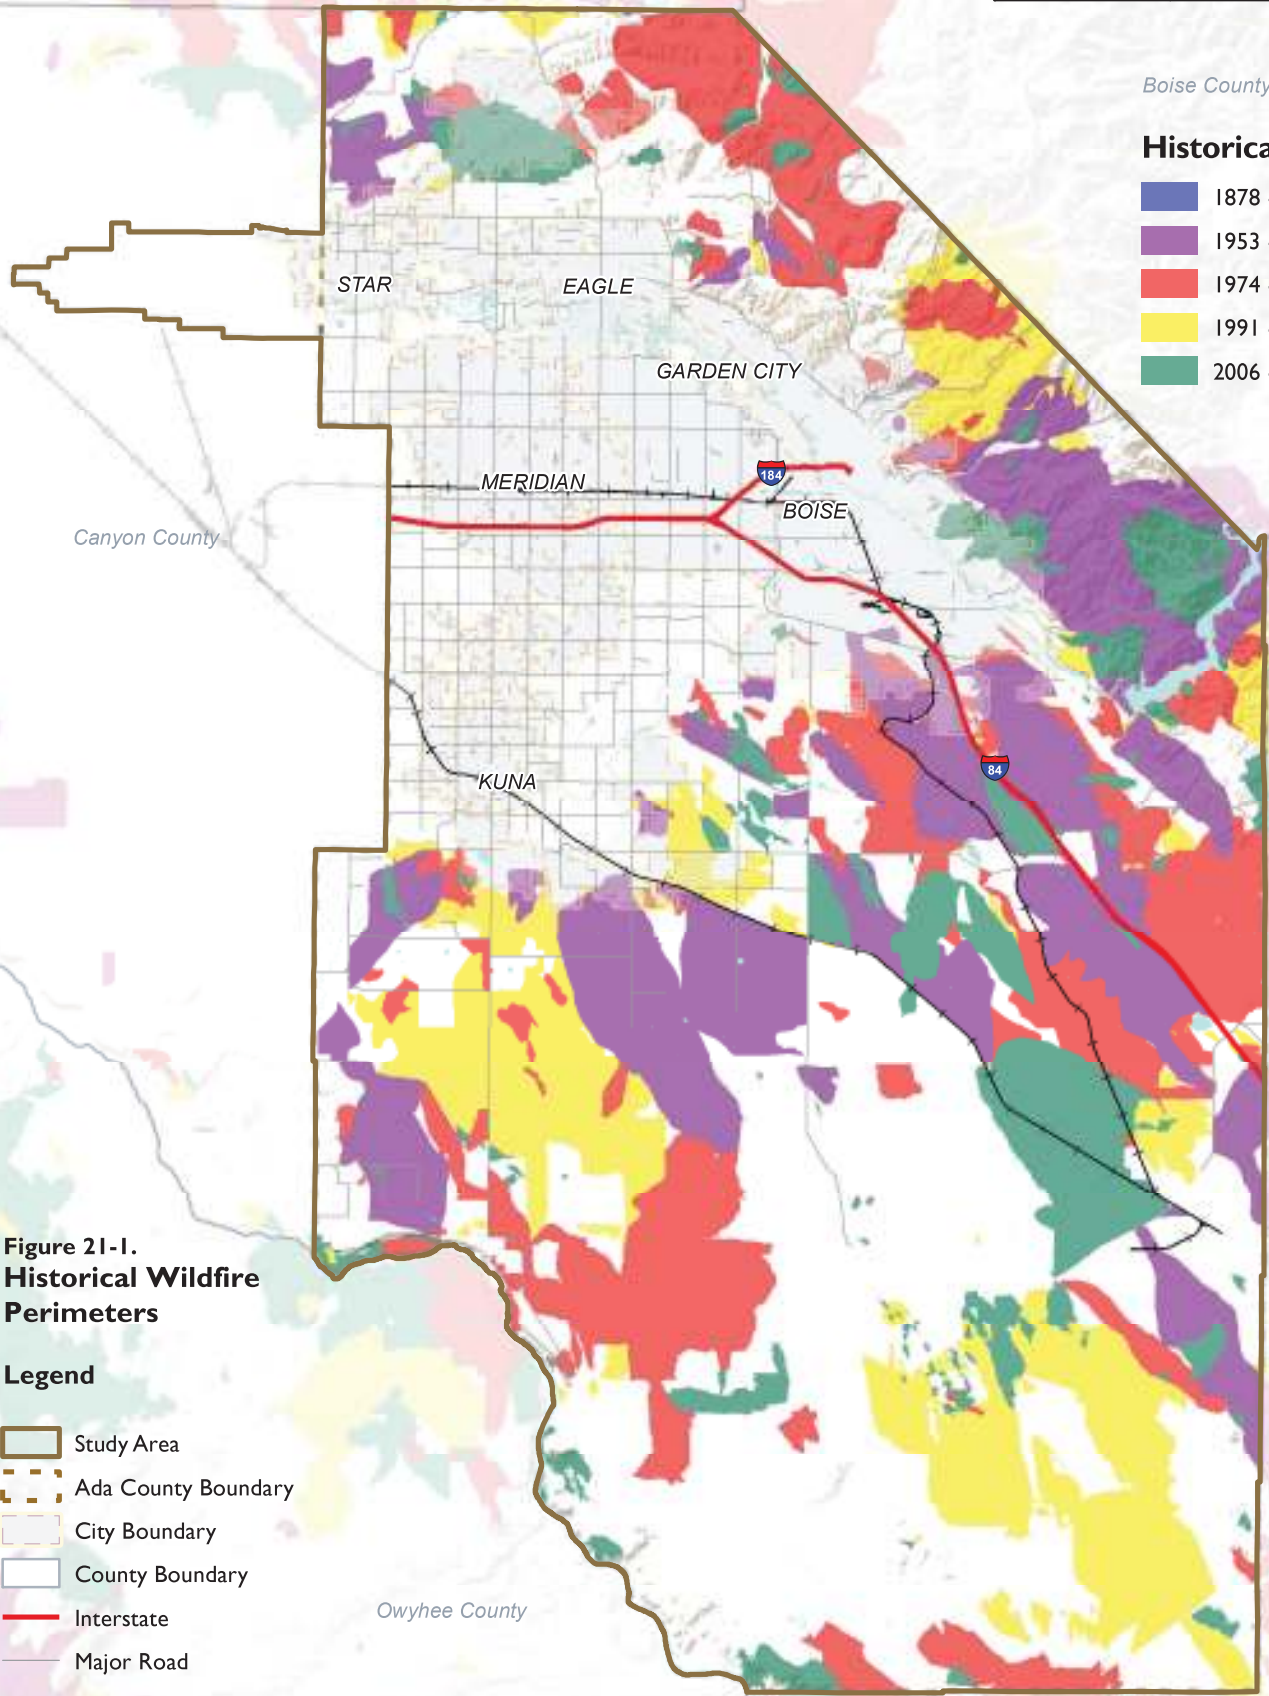 Boise County
Historica
1878
1953
1974
1991
2006
STAR
EAGLE
GARDEN CITY
184
MERIDIAN
BOISE
Canyon County
84
KUNA
Figure 21-1.
Historical Wildfire
Perimeters
Legend
Study Area
Ada County Boundary
City Boundary
County Boundary
Interstate
Major Road
Owyhee County